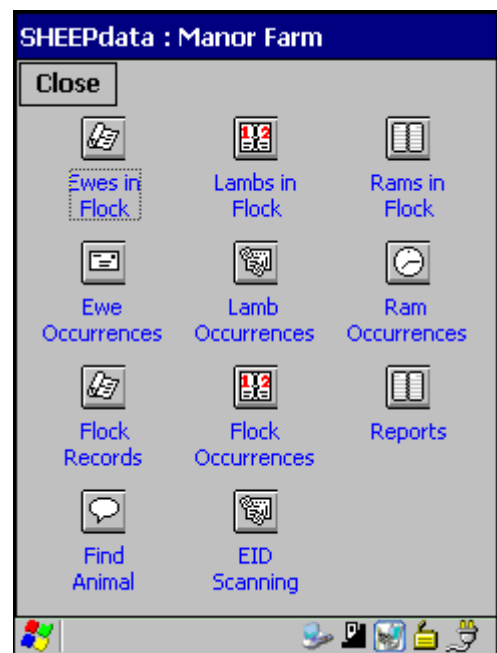 SHEEPdata : Manor Farm
Close
Ewes in
Flock
Lambs in
Flock
Rams in
Flock
Ewe
Occurrences
Lamb
Occurrences
Ram
Occurrences
Flock
Records
Flock
Occurrences
Reports
Find
Animal
EID
Scanning